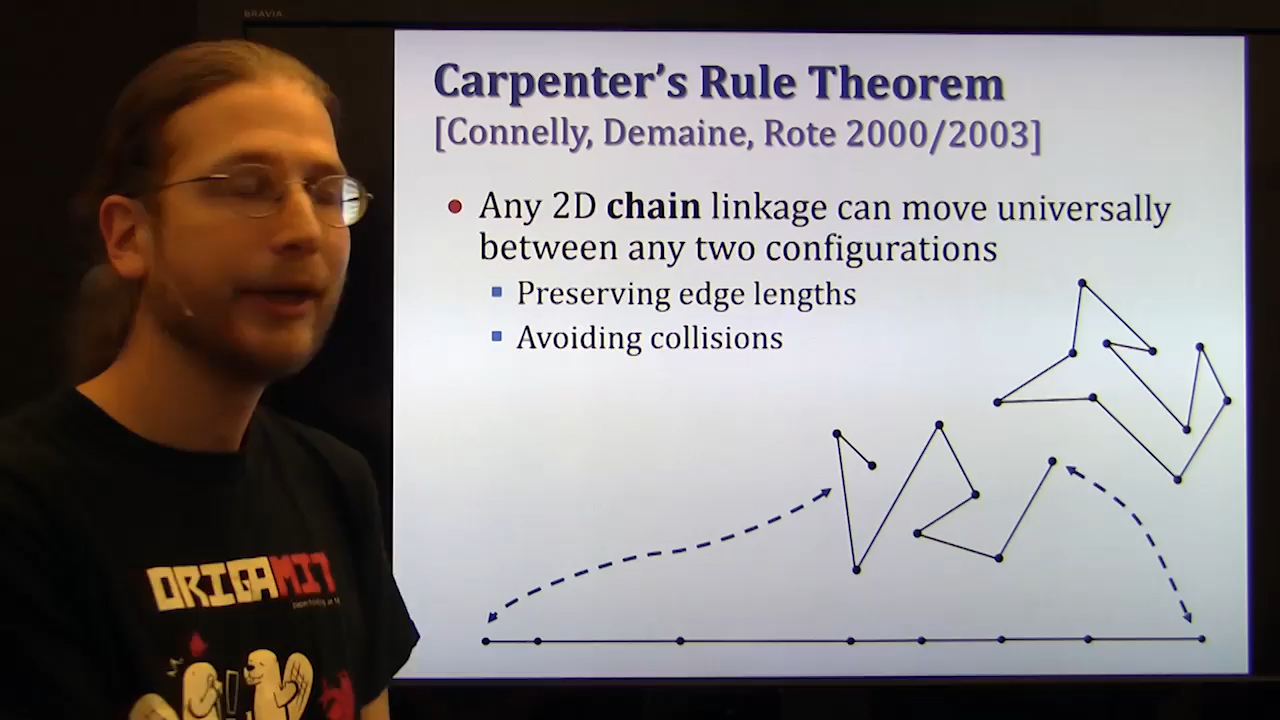 BRAVIA
Carpenter's Rule Theorem
[Connelly, Demaine, Rote 2000/2003]
Any 2D chain linkage can move universally
between any two configurations
Preserving edge lengths
Avoiding collisions
ORIGAMIT